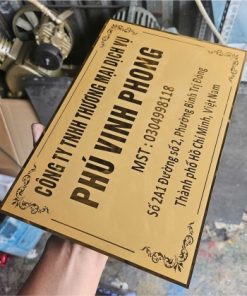 CÔNG TY TNHH THƯƠNG MẠI DỊCH VỤ
PHÚ VINH PHONG
MST : 0304998118
Số 2A1 Đường số 2, Phường Bình Trị Đông
Thành phố Hồ Chí Minh, Việt Nam